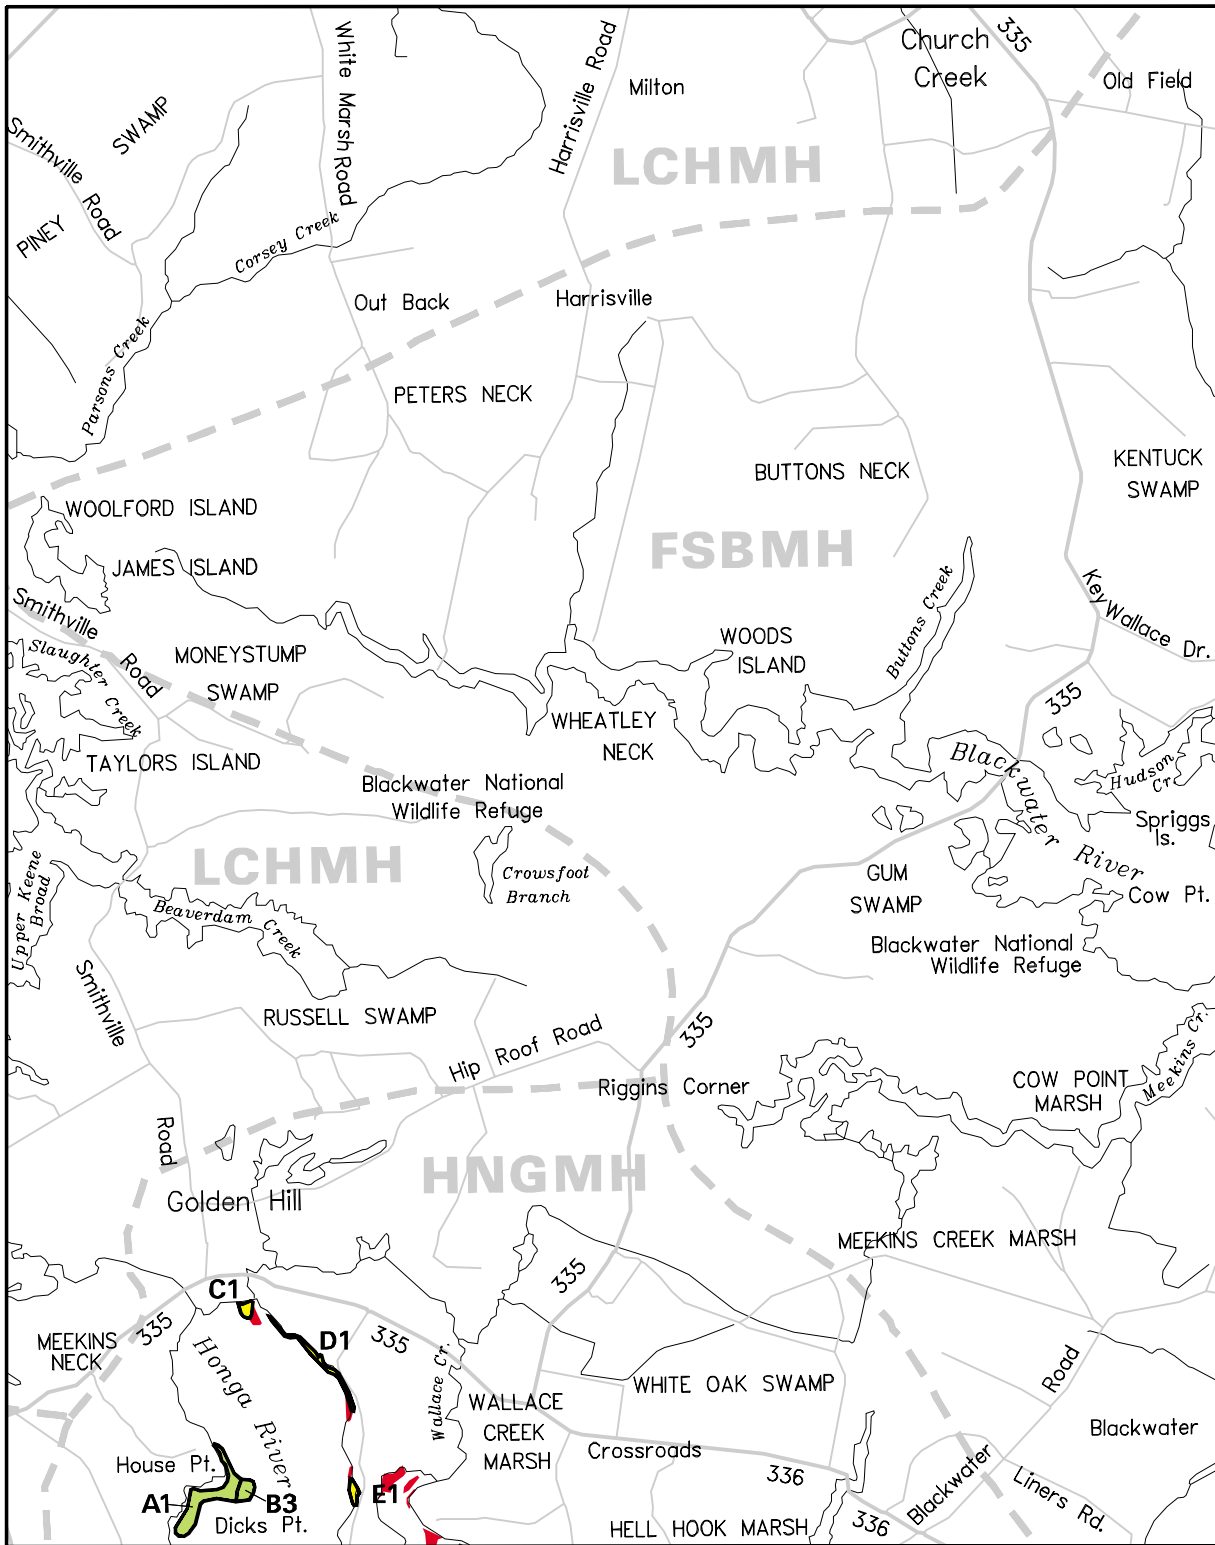 Church
Creek
335
Old Field
White Marsh Road
Harrisville Road
Milton
SWAMP
Smithville Road
PINEY
LCHMH
Corsey Creek
Out Back
Harrisville
Parsons Creek
PETERS NECK
BUTTONS NECK
KENTUCK
SWAMP
WOOLFORD ISLAND
FSBMH
JAMES ISLAND
Smithville
Road
Slaughter Creek
MONEYSTUMP
SWAMP
WOODS
ISLAND
Buttons Creek
Key Wallace Dr.
335
WHEATLEY
NECK
TAYLORS ISLAND
Blackwater River
Hudson
Cr.
Blackwater National
Wildlife Refuge
Spriggs
Is.
LCHMH
Crowsfoot
Branch
GUM
SWAMP
Cow Pt.
Upper Keene
Broad
Beaverdam Creek
Blackwater National
Wildlife Refuge
Smithville
Road
RUSSELL SWAMP
Hip Roof Road
335
Riggins Corner
COW POINT
MARSH
Meekins Cr.
HNGMH
Golden Hill
MEEKINS CREEK MARSH
335
C1
335
D1
335
MEEKINS
NECK
Honga River
Wallace Cr.
WALLACE
CREEK
MARSH
WHITE OAK SWAMP
Road
Blackwater
House Pt.
Crossroads
336
Blackwater
Liners Rd.
A1
B3
E1
Dicks Pt.
HELL HOOK MARSH
336